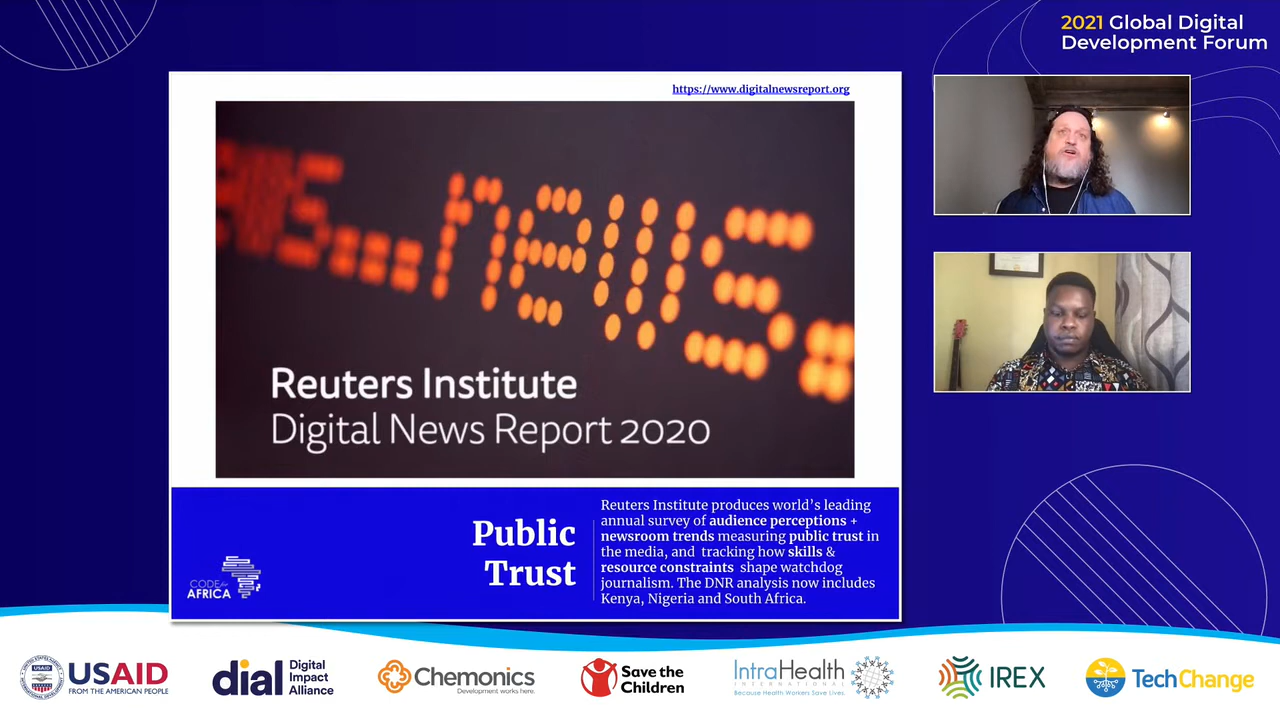 2021 Global Digital
Development Forum
https://www.digitalnewsreport.org
news
Reuters Institute
Digital News Report 2020
Public
Trust
Reuters Institute produces world's leading
annual survey of audience perceptions +
newsroom trends measuring public trust in
the media, and tracking how skills &
resource constraints shape watchdog
journalism. The DNR analysis now includes
Kenya, Nigeria and South Africa.
CODE for
AFRICA
USAID
USAID
FROM THE AMERICAN PEOPLE
dial
Digital
Impact
Alliance
Chemonics
Development works here.
Save the
Children
IntraHealth
INTERNATIONAL
Because Health Workers Save Lives.
IREX
TechChange